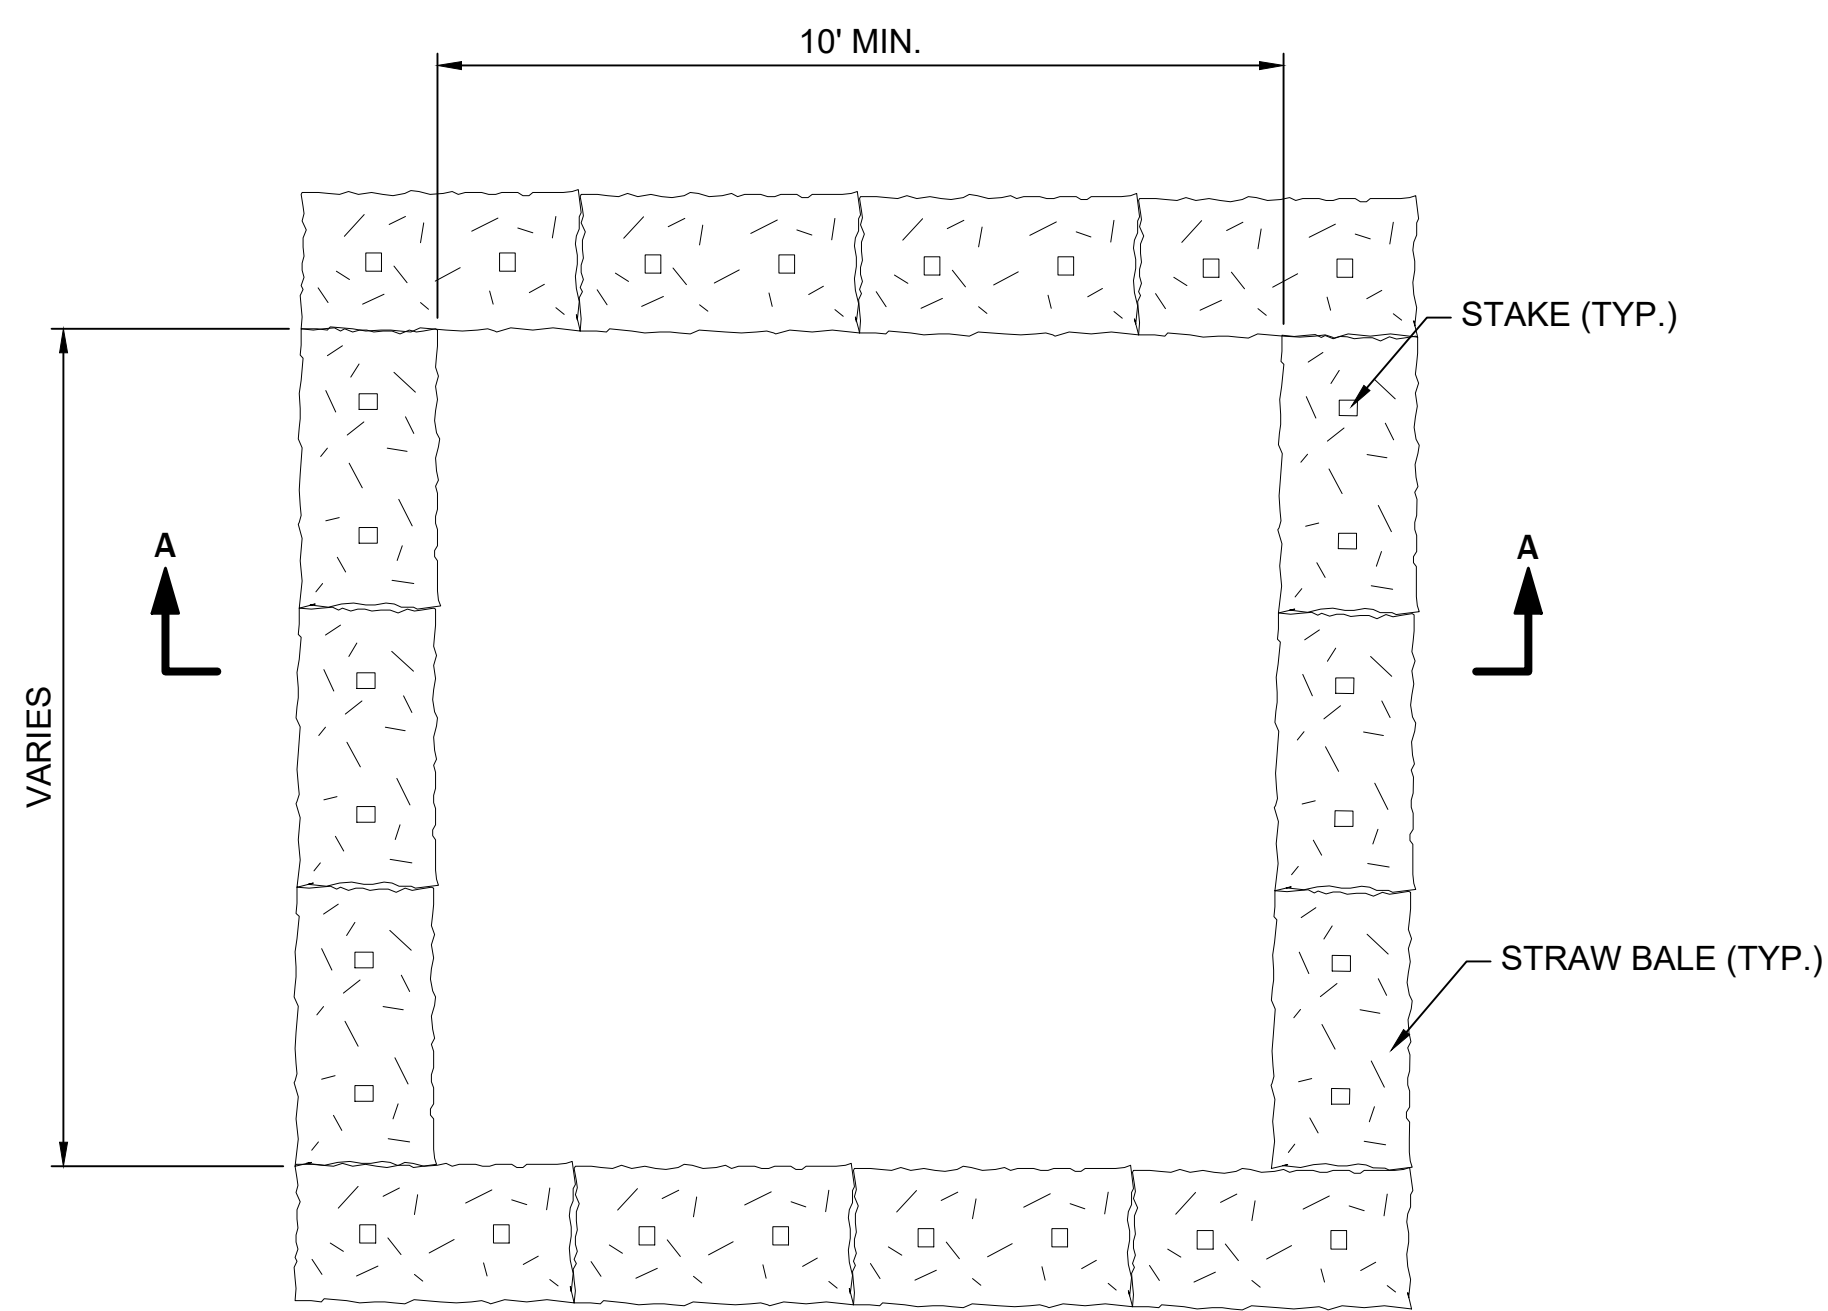 10' MIN.
STAKE (TYP.)
A
A
VARIES
STRAW BALE (TYP.)